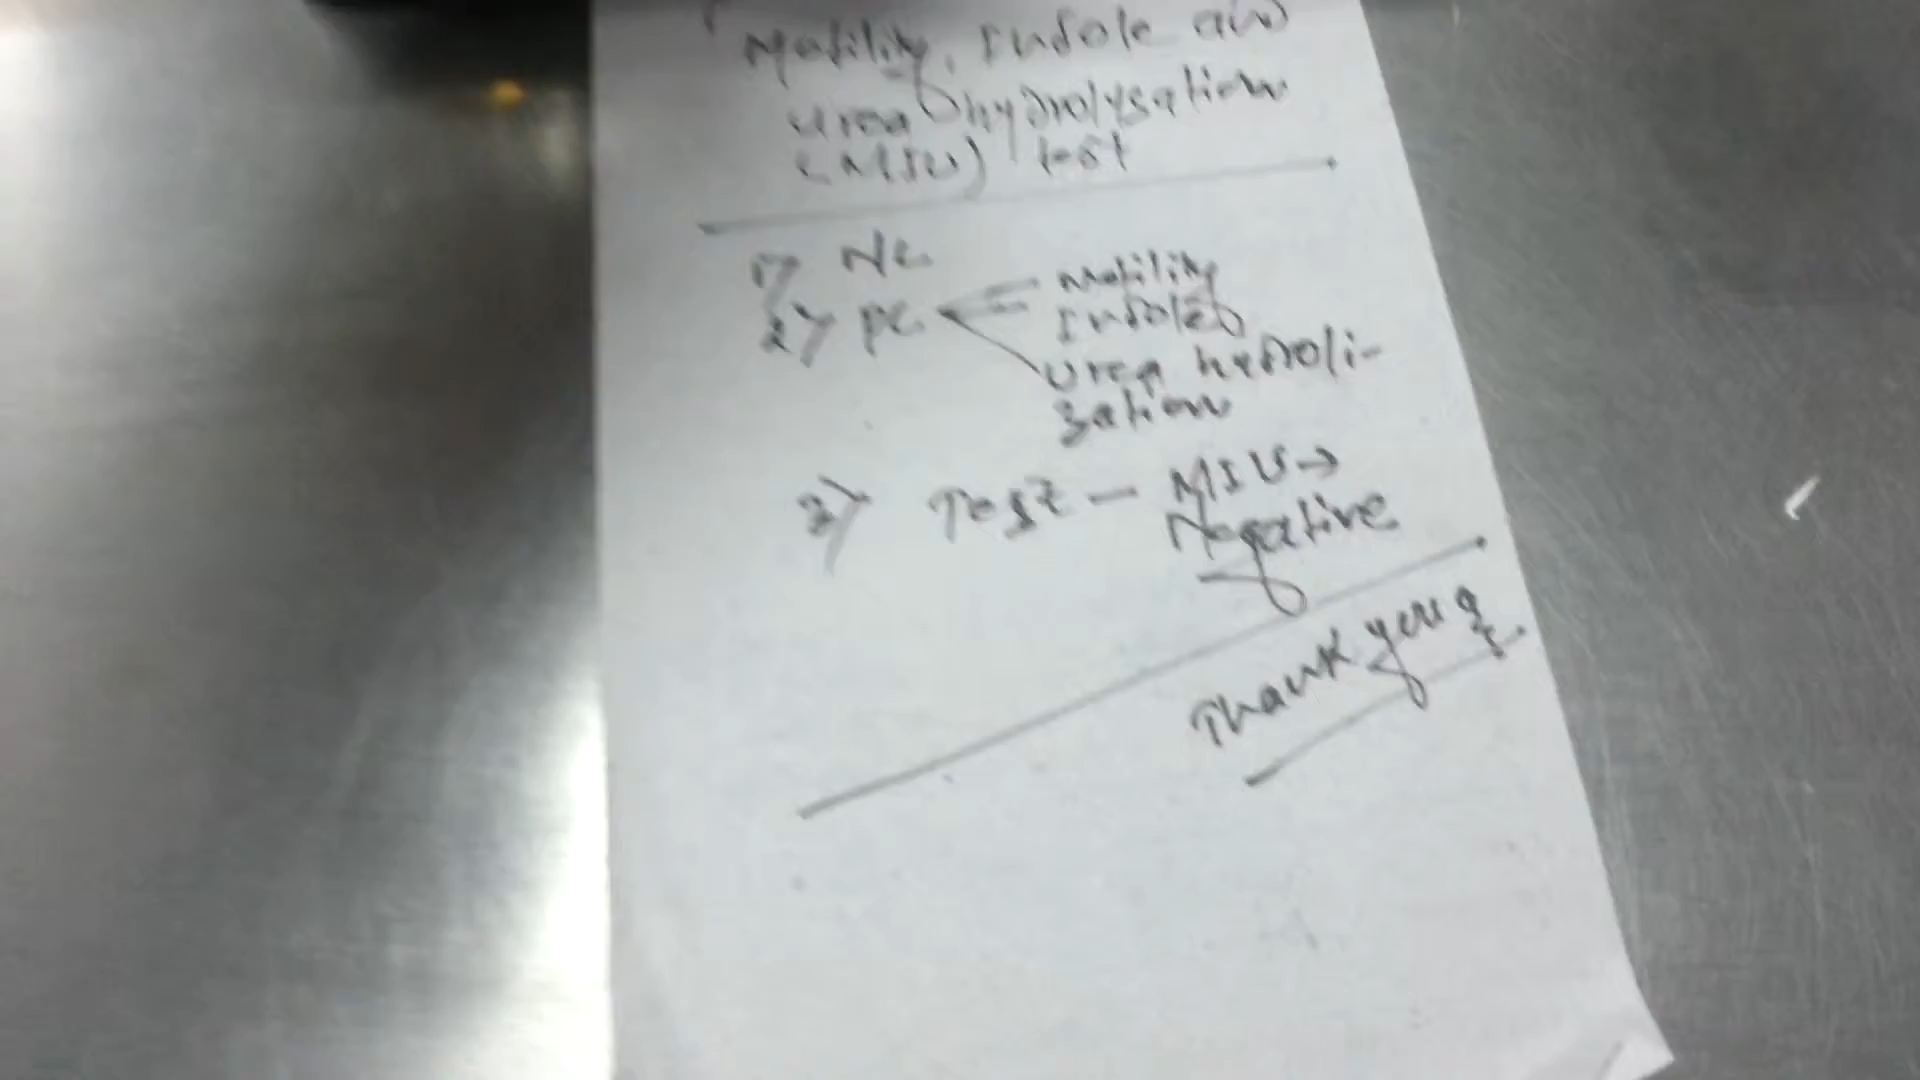 Motility, Indole and
urea hydrolysation
(MIU) test
1) NC
2) PC
Motility
Indole
Urea hydroli-
zation
3) Test - MIU →
Negative
Thank you